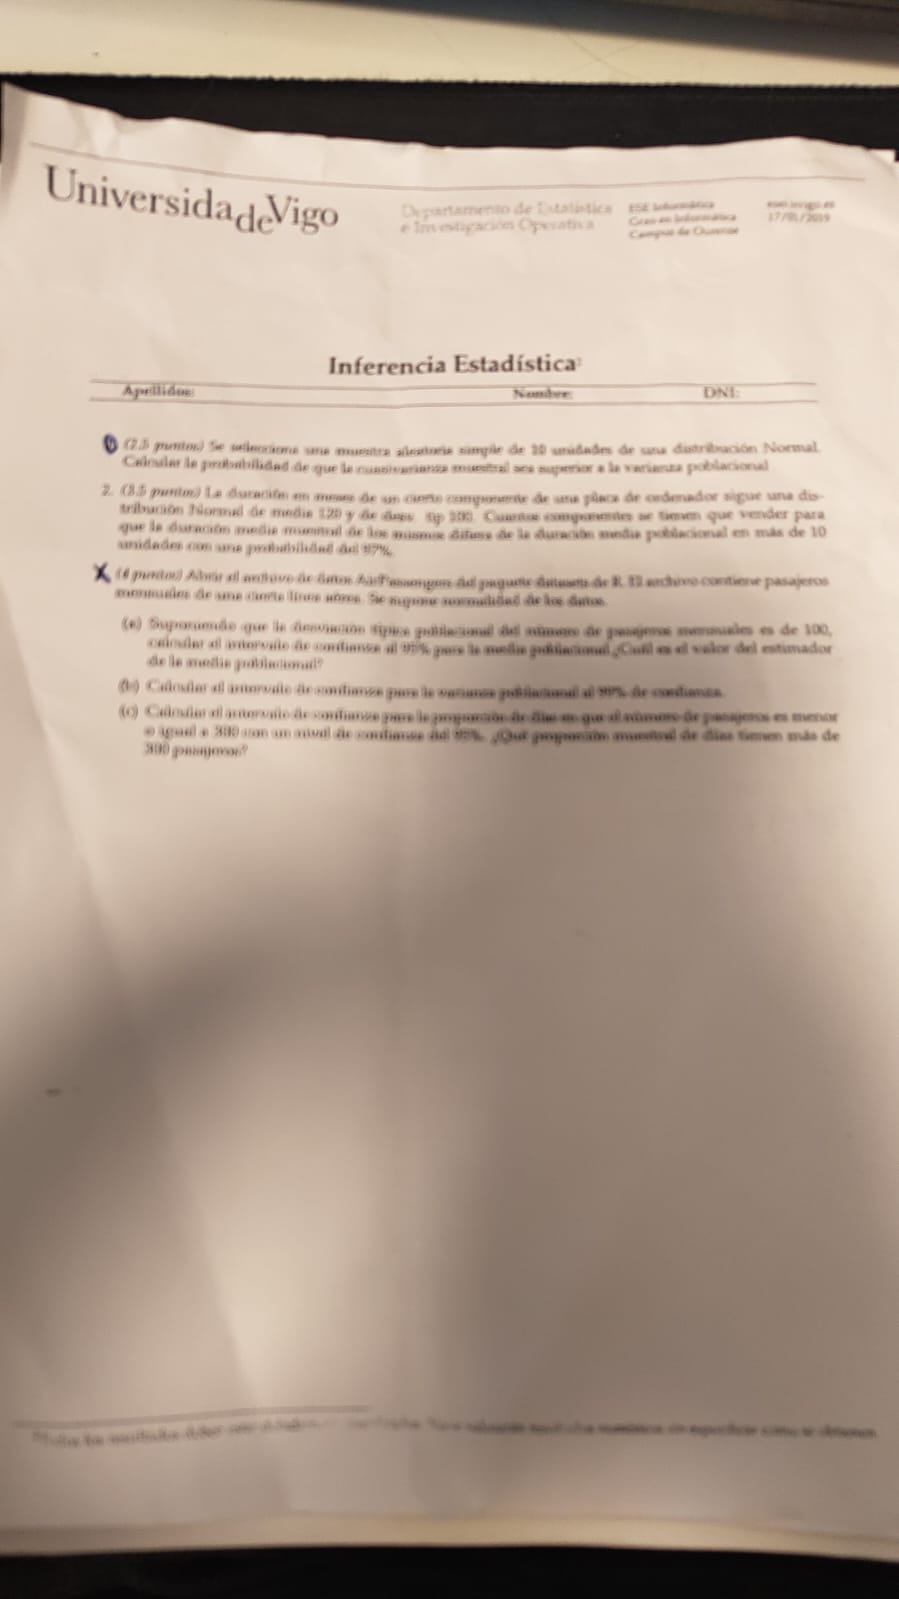 UniversidadeVigo
Departamento de Estatística
e Investigación Operativa
ESE Informática
Grao en Informática
Campus de Ourense
esei.uvigo.es
17/01/2019
Inferencia Estadística
Apellidos:
Nombre:
DNI:
(2.5 puntos) Se selecciona una muestra aleatoria simple de unidades de una distribución Normal.
Calcular la probabilidad de que la cuasivarianza muestral sea superior a la varianza poblacional
2. (3.5 puntos) La duración en meses de un cierto componente de una placa de ordenador sigue una dis-
tribución Normal de media 120 y de desv. tip 100. Cuantos componentes se tienen que vender para
que la duración media muestral de los mismos difiera de la duración media poblacional en más de 10
unidades con una probabilidad del 97%.
(4 puntos) Abrir el archivo de datos AirPassengers del paquete datasets de R. El archivo contiene pasajeros
mensuales de una cierta línea aérea. Se supone normalidad de los datos.
(a) Suponiendo que la desviación típica poblacional del número de pasajeros mensuales es de 100,
calcular el intervalo de confianza al 95% para la media poblacional ¿Cuál es el valor del estimador
de la media poblacional?
(b) Calcular el intervalo de confianza para la varianza poblacional al 99% de confianza.
(c) Calcular el intervalo de confianza para la proporción de días en que el número de pasajeros es menor
o igual a 300 con un nivel de confianza del 95%. ¿Qué proporción muestral de días tienen más de
300 pasajeros?